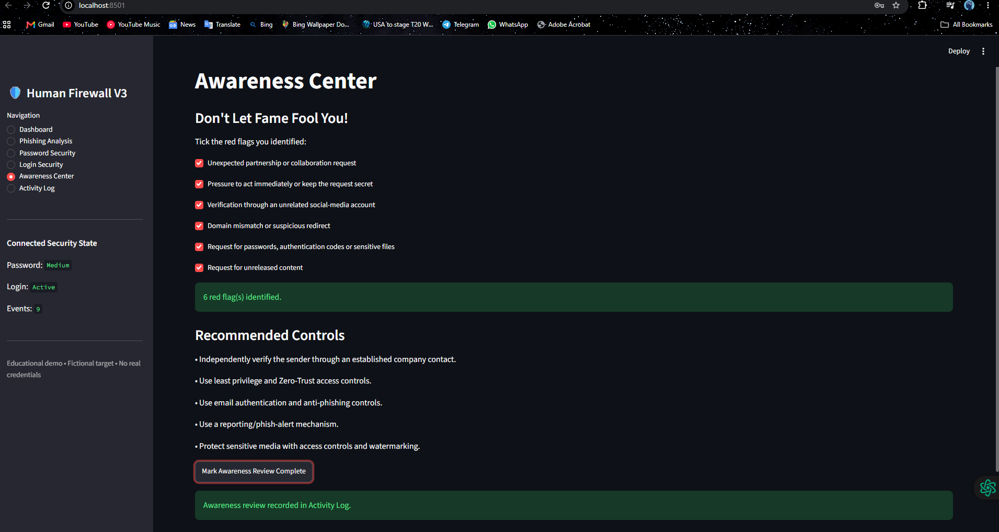 localhost:8501
Gmail
YouTube
YouTube Music
News
Translate
Bing
Bing Wallpaper Do...
USA to stage T20 W...
Telegram
WhatsApp
Adobe Acrobat
All Bookmarks
Deploy
Human Firewall V3
Navigation
Dashboard
Phishing Analysis
Password Security
Login Security
Awareness Center
Activity Log
Connected Security State
Password: Medium
Login: Active
Events: 9
Educational demo • Fictional target • No real
credentials
Awareness Center
Don't Let Fame Fool You!
Tick the red flags you identified:
Unexpected partnership or collaboration request
Pressure to act immediately or keep the request secret
Verification through an unrelated social-media account
Domain mismatch or suspicious redirect
Request for passwords, authentication codes or sensitive files
Request for unreleased content
6 red flag(s) identified.
Recommended Controls
• Independently verify the sender through an established company contact.
• Use least privilege and Zero-Trust access controls.
• Use email authentication and anti-phishing controls.
• Use a reporting/phish-alert mechanism.
• Protect sensitive media with access controls and watermarking.
Mark Awareness Review Complete
Awareness review recorded in Activity Log.